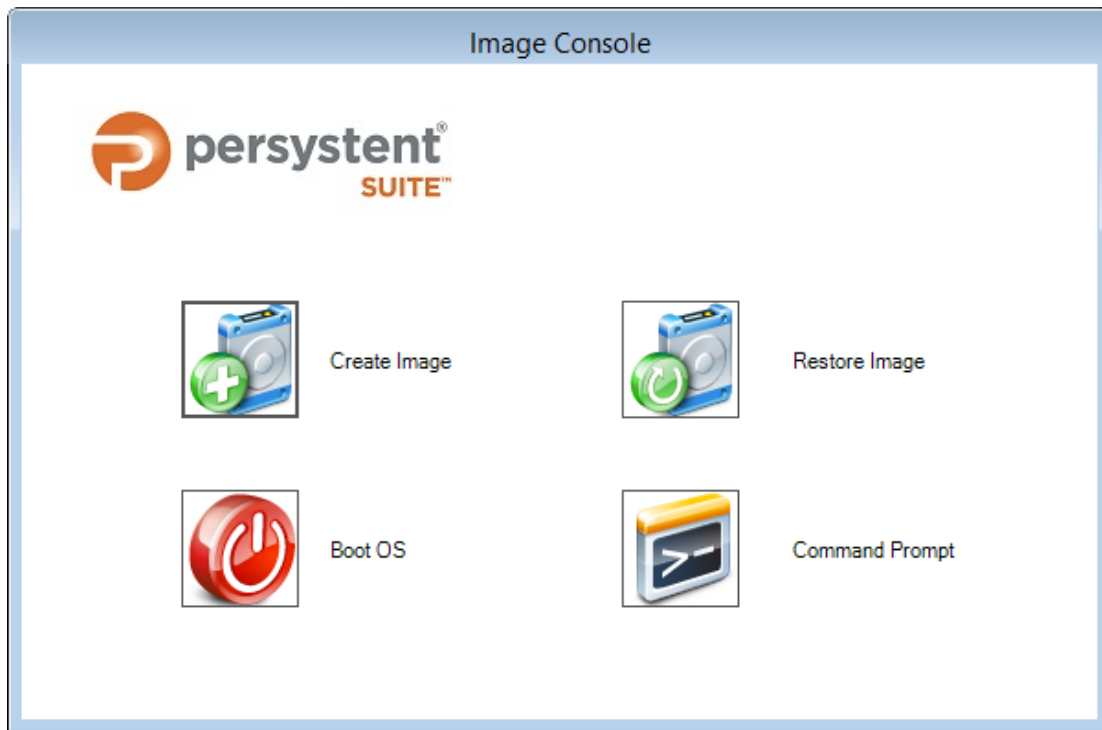 Image Console
persystent®
SUITE™
Create Image
Restore Image
Boot OS
Command Prompt